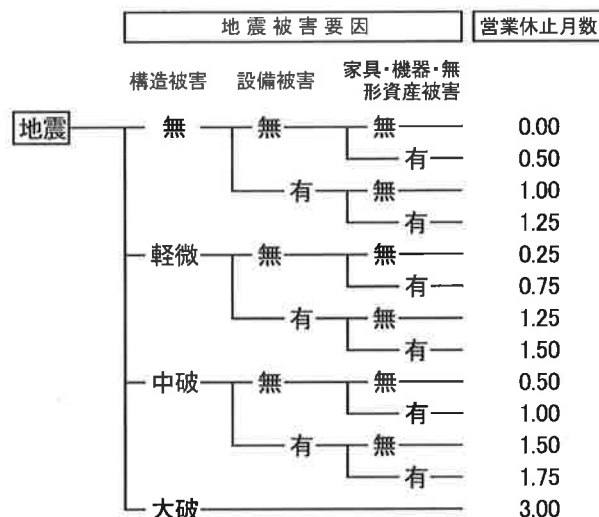 地震被害要因 営業休止月数
構造被害 設備被害 家具・機器・無
形資産被害
地震 無 無 無 0.00
有 0.50
有 無 1.00
有 1.25
軽微 無 無 0.25
有 0.75
有 無 1.25
有 1.50
中破 無 無 0.50
有 1.00
有 無 1.50
有 1.75
大破 3.00